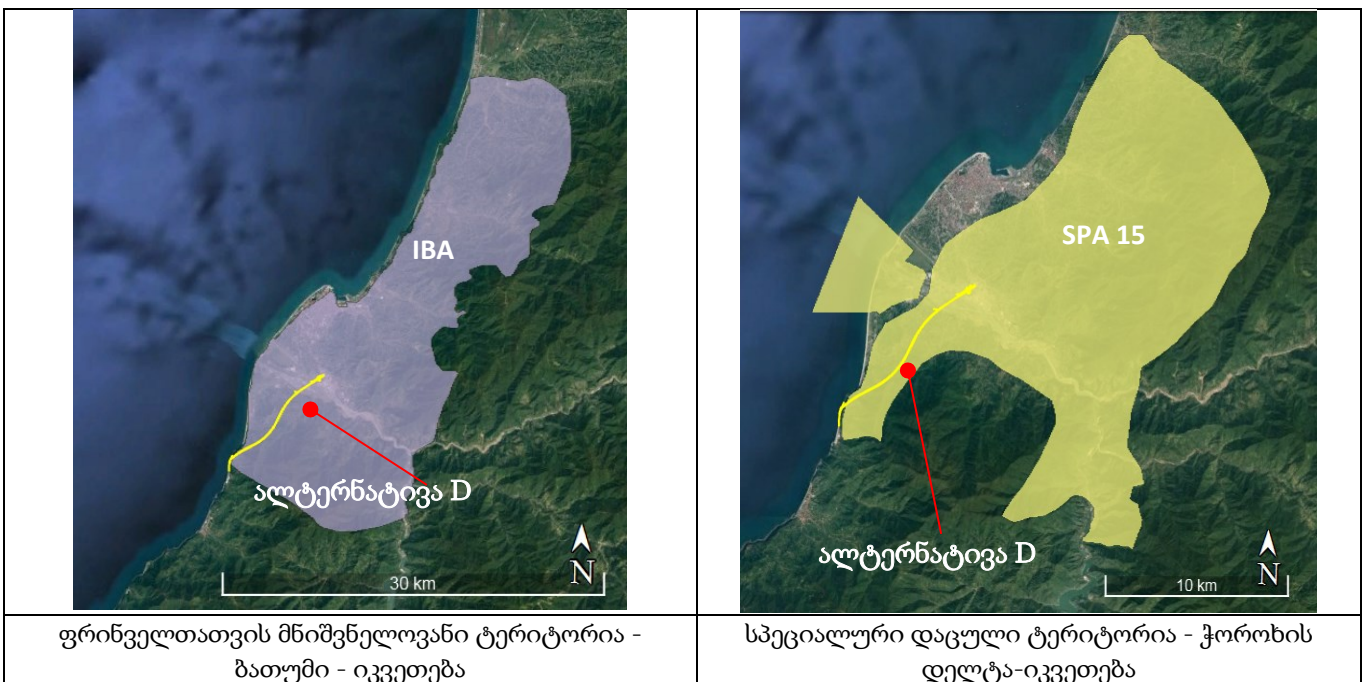 IBA
ალტერნატივა D
N
30 km
SPA 15
ალტერნატივა D
N
10 km
ფრინველთათვის მნიშვნელოვანი ტერიტორია -
ბათუმი - იკვეთება
სპეციალური დაცული ტერიტორია - ჭოროხის
დელტა-იკვეთება